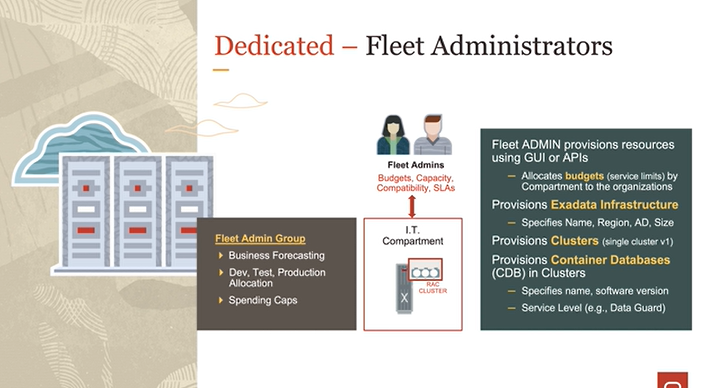 Dedicated – Fleet Administrators
Fleet Admins
Budgets, Capacity,
Compatibility, SLAs
Fleet Admin Group
Business Forecasting
Dev, Test, Production
Allocation
Spending Caps
I.T.
Compartment
RAC
CLUSTER
X
Fleet ADMIN provisions resources
using GUI or APIs
— Allocates budgets (service limits) by
Compartment to the organizations
Provisions Exadata Infrastructure
— Specifies Name, Region, AD, Size
Provisions Clusters (single cluster v1)
Provisions Container Databases
(CDB) in Clusters
— Specifies name, software version
— Service Level (e.g., Data Guard)